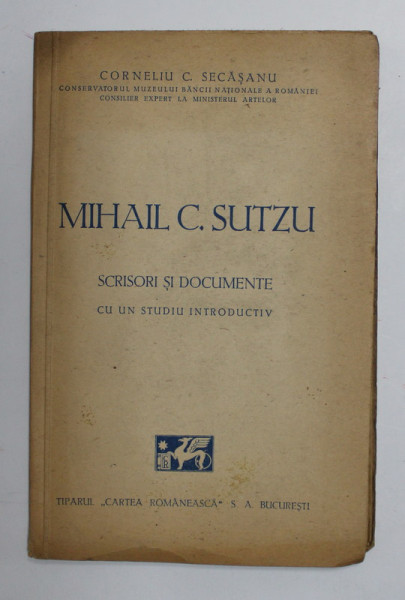 CORNELIU C. SECĂȘANU
CONSERVATORUL MUZEULUI BĂNCII NAȚIONALE A ROMÂNIEI
CONSILIER EXPERT LA MINISTERUL ARTELOR
MIHAIL C. SUTZU
SCRISORI ȘI DOCUMENTE
CU UN STUDIU INTRODUCTIV
TIPARUL „CARTEA ROMÂNEASCĂ" S A. BUCUREȘTI